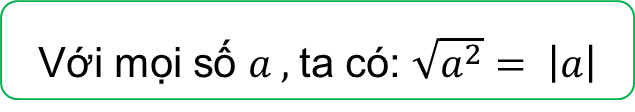 Với mọi số a , ta có: √a² = |a|